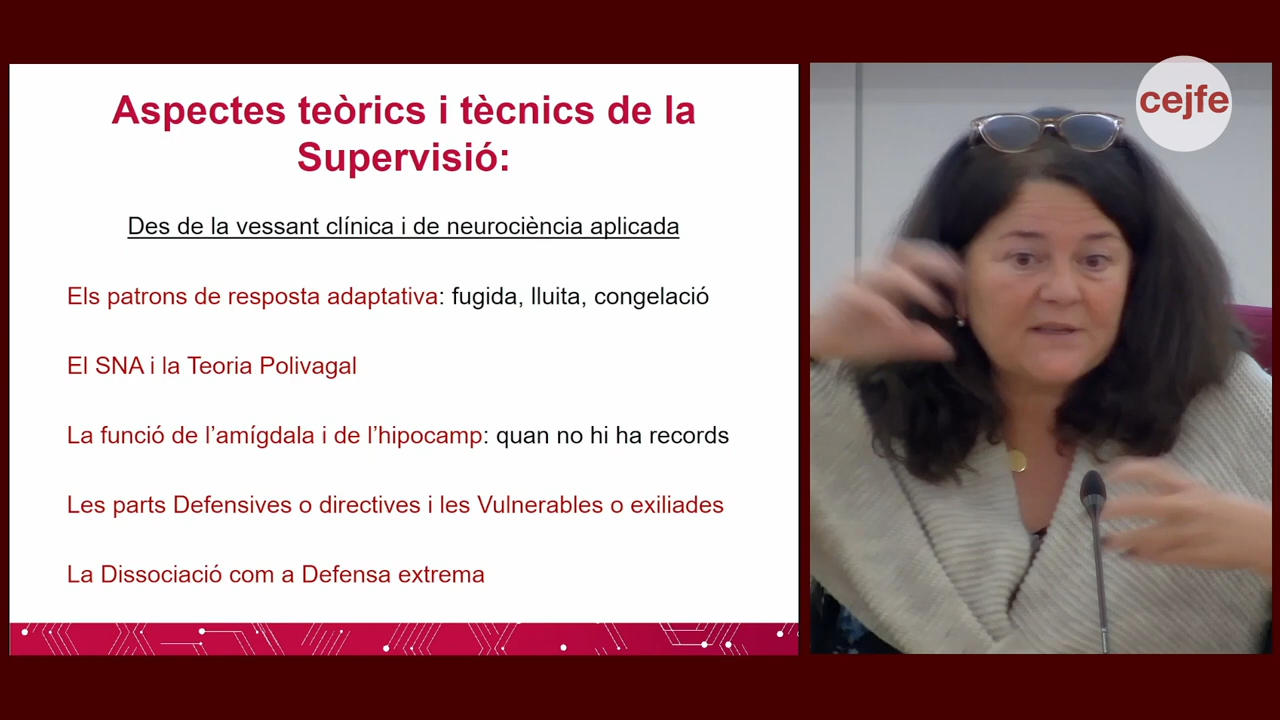 Aspectes teòrics i tècnics de la
Supervisió:
Des de la vessant clínica i de neurociència aplicada
Els patrons de resposta adaptativa: fugida, lluita, congelació
El SNA i la Teoria Polivagal
La funció de l’amígdala i de l’hipocamp: quan no hi ha records
Les parts Defensives o directives i les Vulnerables o exiliades
La Dissociació com a Defensa extrema
cejfe